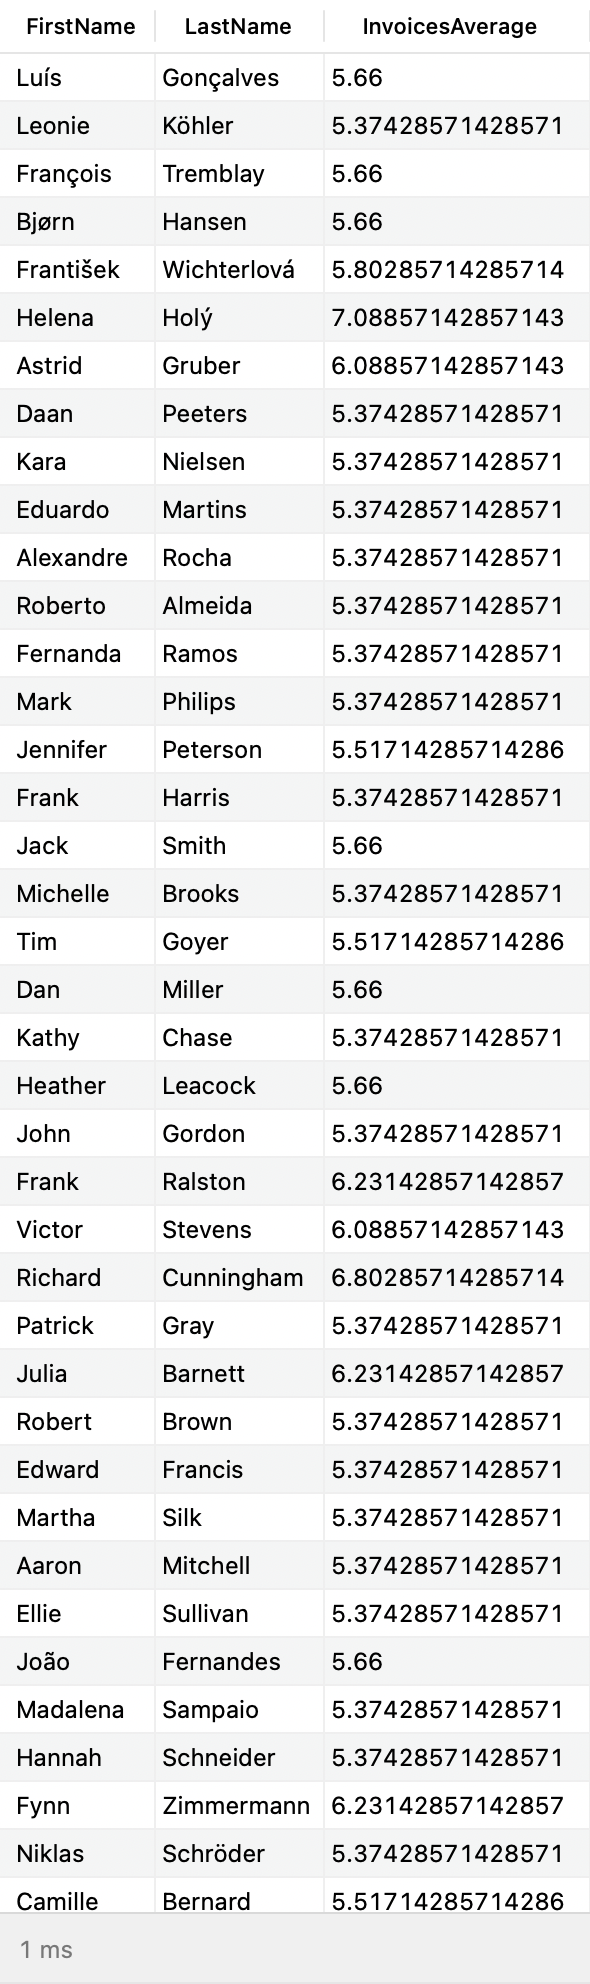 FirstName LastName InvoicesAverage
Luís Gonçalves 5.66
Leonie Köhler 5.37428571428571
François Tremblay 5.66
Bjørn Hansen 5.66
František Wichterlová 5.80285714285714
Helena Holý 7.08857142857143
Astrid Gruber 6.08857142857143
Daan Peeters 5.37428571428571
Kara Nielsen 5.37428571428571
Eduardo Martins 5.37428571428571
Alexandre Rocha 5.37428571428571
Roberto Almeida 5.37428571428571
Fernanda Ramos 5.37428571428571
Mark Philips 5.37428571428571
Jennifer Peterson 5.51714285714286
Frank Harris 5.37428571428571
Jack Smith 5.66
Michelle Brooks 5.37428571428571
Tim Goyer 5.51714285714286
Dan Miller 5.66
Kathy Chase 5.37428571428571
Heather Leacock 5.66
John Gordon 5.37428571428571
Frank Ralston 6.23142857142857
Victor Stevens 6.08857142857143
Richard Cunningham 6.80285714285714
Patrick Gray 5.37428571428571
Julia Barnett 6.23142857142857
Robert Brown 5.37428571428571
Edward Francis 5.37428571428571
Martha Silk 5.37428571428571
Aaron Mitchell 5.37428571428571
Ellie Sullivan 5.37428571428571
João Fernandes 5.66
Madalena Sampaio 5.37428571428571
Hannah Schneider 5.37428571428571
Fynn Zimmermann 6.23142857142857
Niklas Schröder 5.37428571428571
Camille Bernard 5.51714285714286
1 ms